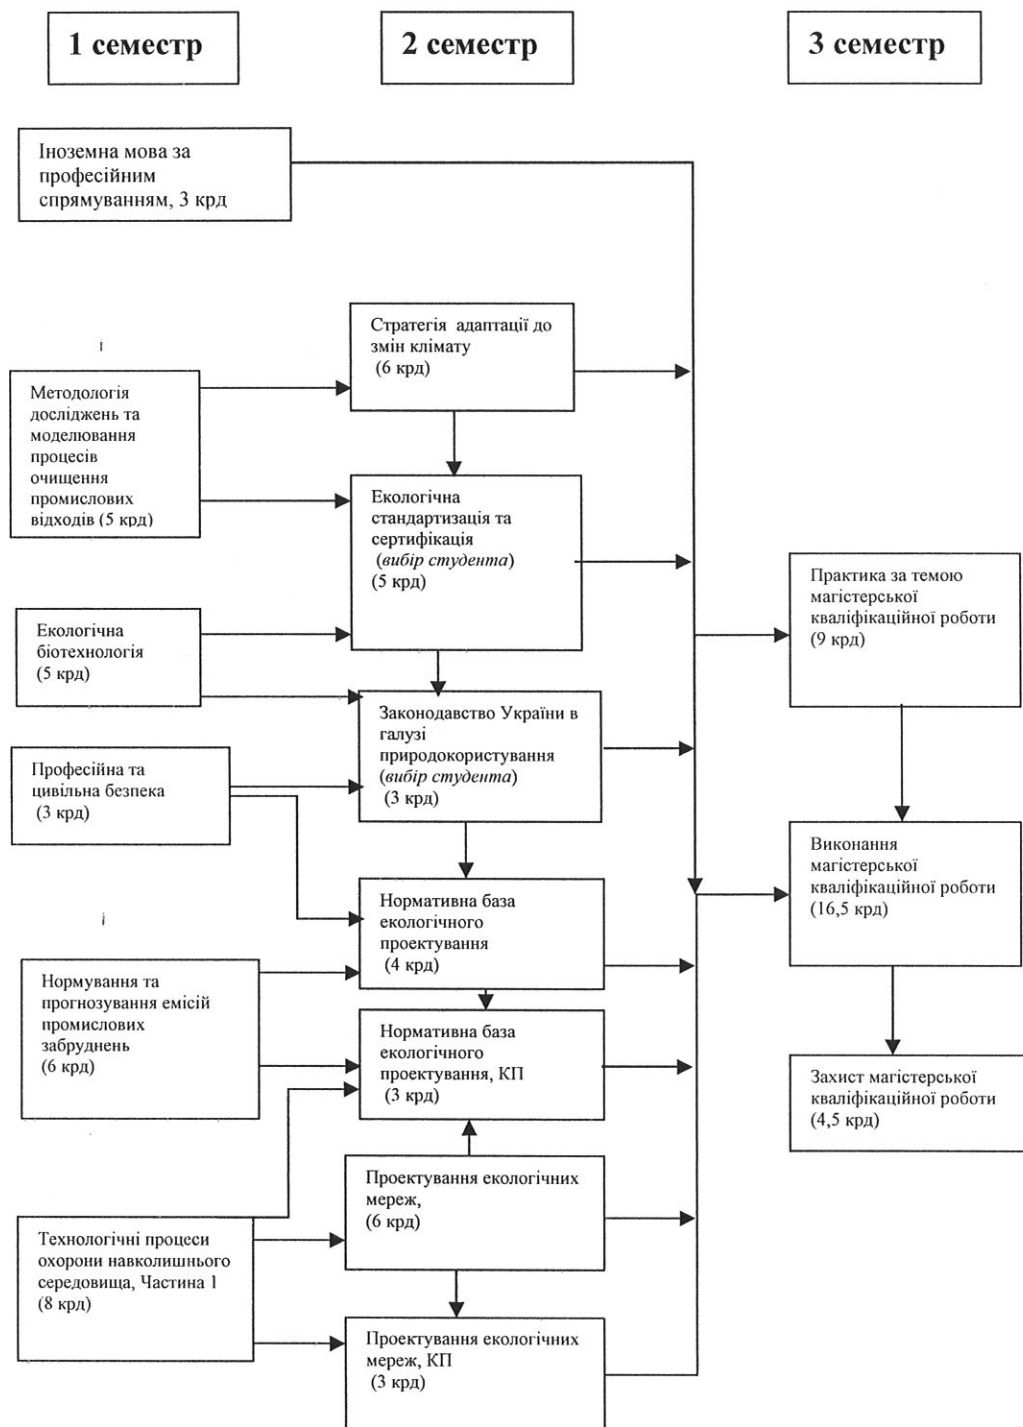 1 семестр
2 семестр
3 семестр
Іноземна мова за
професійним
спрямуванням, 3 крд
Методологія
досліджень та
моделювання
процесів
очищення
промислових
відходів (5 крд)
Екологічна
біотехнологія
(5 крд)
Професійна та
цивільна безпека
(3 крд)
Нормування та
прогнозування емісій
промислових
забруднень
(6 крд)
Технологічні процеси
охорони навколишнього
середовища, Частина 1
(8 крд)
Стратегія адаптації до
змін клімату
(6 крд)
Екологічна
стандартизація та
сертифікація
(вибір студента)
(5 крд)
Законодавство України в
галузі
природокористування
(вибір студента)
(3 крд)
Нормативна база
екологічного
проектування
(4 крд)
Нормативна база
екологічного
проектування, КП
(3 крд)
Проектування екологічних
мереж,
(6 крд)
Проектування екологічних
мереж, КП
(3 крд)
Практика за темою
магістерської
кваліфікаційної роботи
(9 крд)
Виконання
магістерської
кваліфікаційної роботи
(16,5 крд)
Захист магістерської
кваліфікаційної роботи
(4,5 крд)